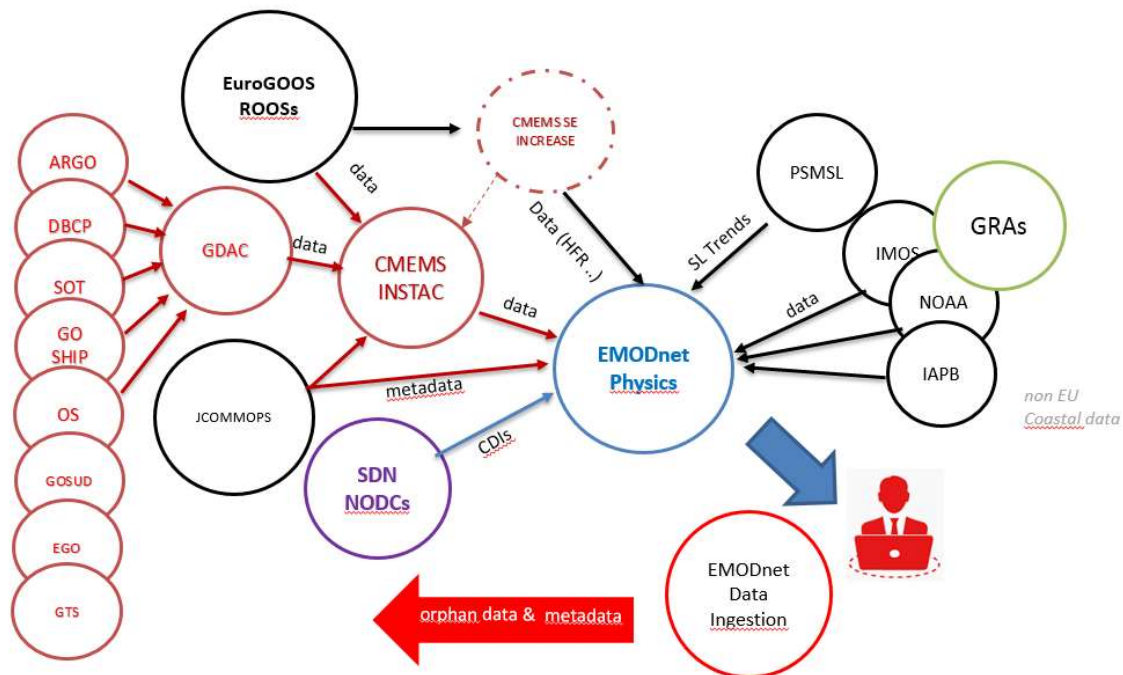 EuroGOOS
ROOSs
CMEMS SE
INCREASE
ARGO
DBCP
SOT
GO
SHIP
OS
GOSUD
EGO
GTS
GDAC
data
data
CMEMS
INSTAC
data
Data (HFR ..)
SL Trends
PSMSL
IMOS
GRAs
NOAA
IAPB
data
non EU
Coastal data
EMODnet
Physics
JCOMMOPS
metadata
CDIs
SDN
NODCs
EMODnet
Data
Ingestion
orphan data & metadata